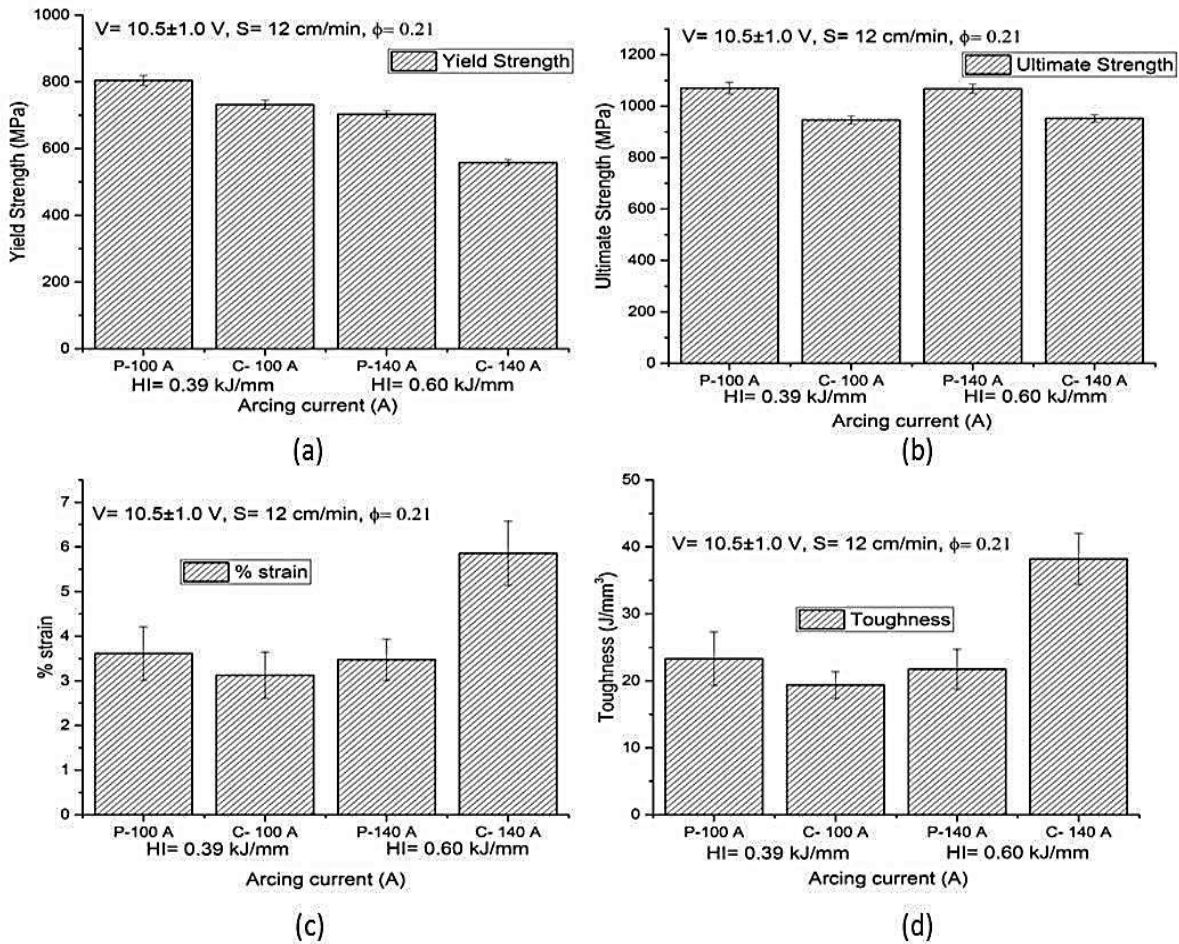 V= 10.5±1.0 V, S= 12 cm/min, ϕ= 0.21
Yield Strength
Yield Strength (MPa)
1000
800
600
400
200
0
P-100 A C- 100 A P-140 A C- 140 A
HI= 0.39 kJ/mm HI= 0.60 kJ/mm
Arcing current (A)
(a)
V= 10.5±1.0 V, S= 12 cm/min, ϕ= 0.21
Ultimate Strength
Ultimate Strength (MPa)
1200
1000
800
600
400
200
0
P-100 A C- 100 A P-140 A C- 140 A
HI= 0.39 kJ/mm HI= 0.60 kJ/mm
Arcing current (A)
(b)
V= 10.5±1.0 V, S= 12 cm/min, ϕ= 0.21
% strain
% strain
7
6
5
4
3
2
1
0
P-100 A C- 100 A P-140 A C- 140 A
HI= 0.39 kJ/mm HI= 0.60 kJ/mm
Arcing current (A)
(c)
V= 10.5±1.0 V, S= 12 cm/min, ϕ= 0.21
Toughness
Toughness (J/mm³)
50
40
30
20
10
0
P-100 A C- 100 A P-140 A C- 140 A
HI= 0.39 kJ/mm HI= 0.60 kJ/mm
Arcing current (A)
(d)